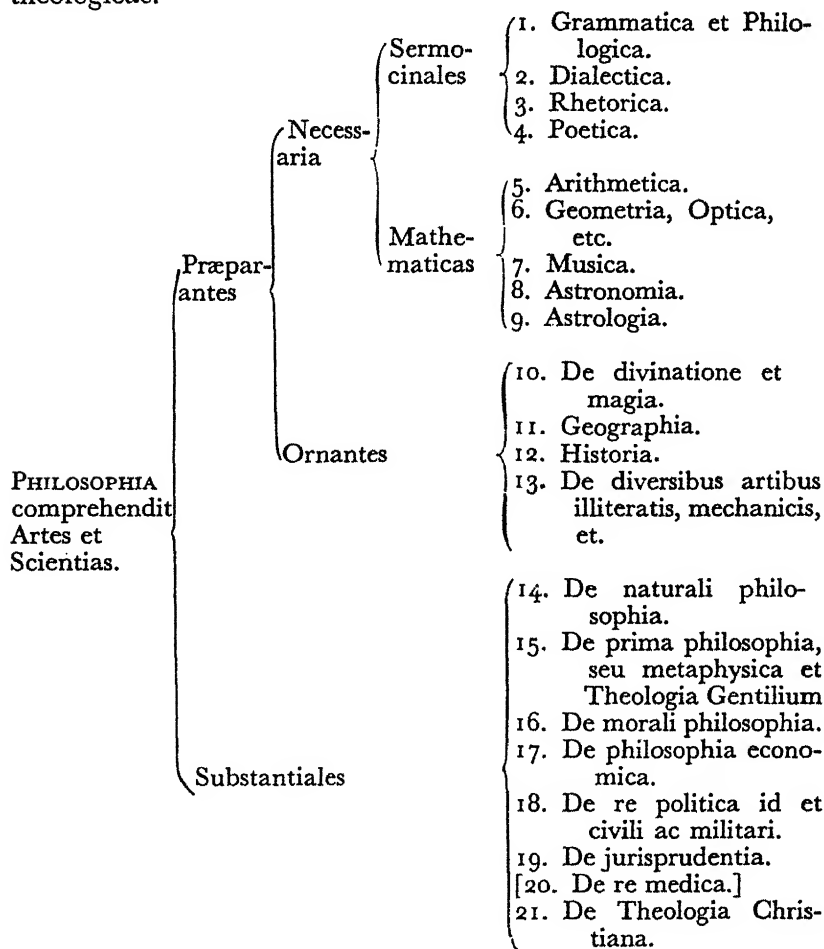 theologicae.
PHILOSOPHIA
comprehendit
Artes et
Scientias.
Præpar-
antes
Necess-
aria
Sermo-
cinales
1. Grammatica et Philo-
logica.
2. Dialectica.
3. Rhetorica.
4. Poetica.
Mathe-
maticas
5. Arithmetica.
6. Geometria, Optica,
etc.
7. Musica.
8. Astronomia.
9. Astrologia.
Ornantes
10. De divinatione et
magia.
11. Geographia.
12. Historia.
13. De diversibus artibus
illiteratis, mechanicis,
et.
Substantiales
14. De naturali philo-
sophia.
15. De prima philosophia,
seu metaphysica et
Theologia Gentilium
16. De morali philosophia.
17. De philosophia econo-
mica.
18. De re politica id et
civili ac militari.
19. De jurisprudentia.
[20. De re medica.]
21. De Theologia Chris-
tiana.